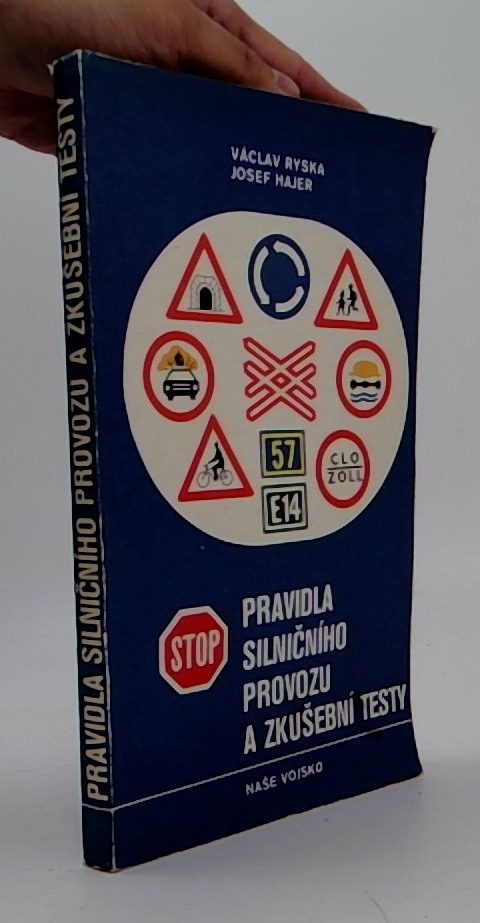 PRAVIDLA SILNIČNÍHO PROVOZU A ZKUŠEBNÍ TESTY
VÁCLAV RYSKA
JOSEF HAJER
57
E14
CLO
ZOLL
STOP
PRAVIDLA
SILNIČNÍHO
PROVOZU
A ZKUŠEBNÍ TESTY
NAŠE VOJSKO